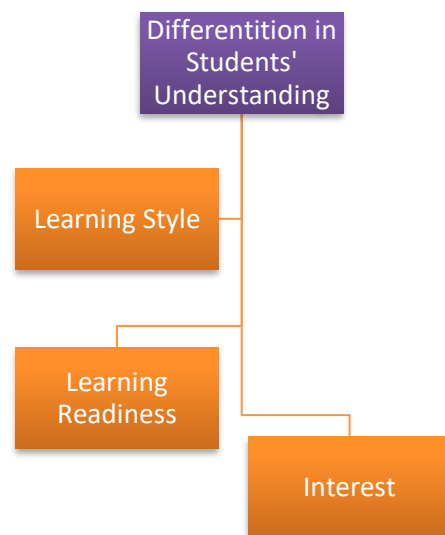 Differentition in
Students'
Understanding
Learning Style
Learning
Readiness
Interest